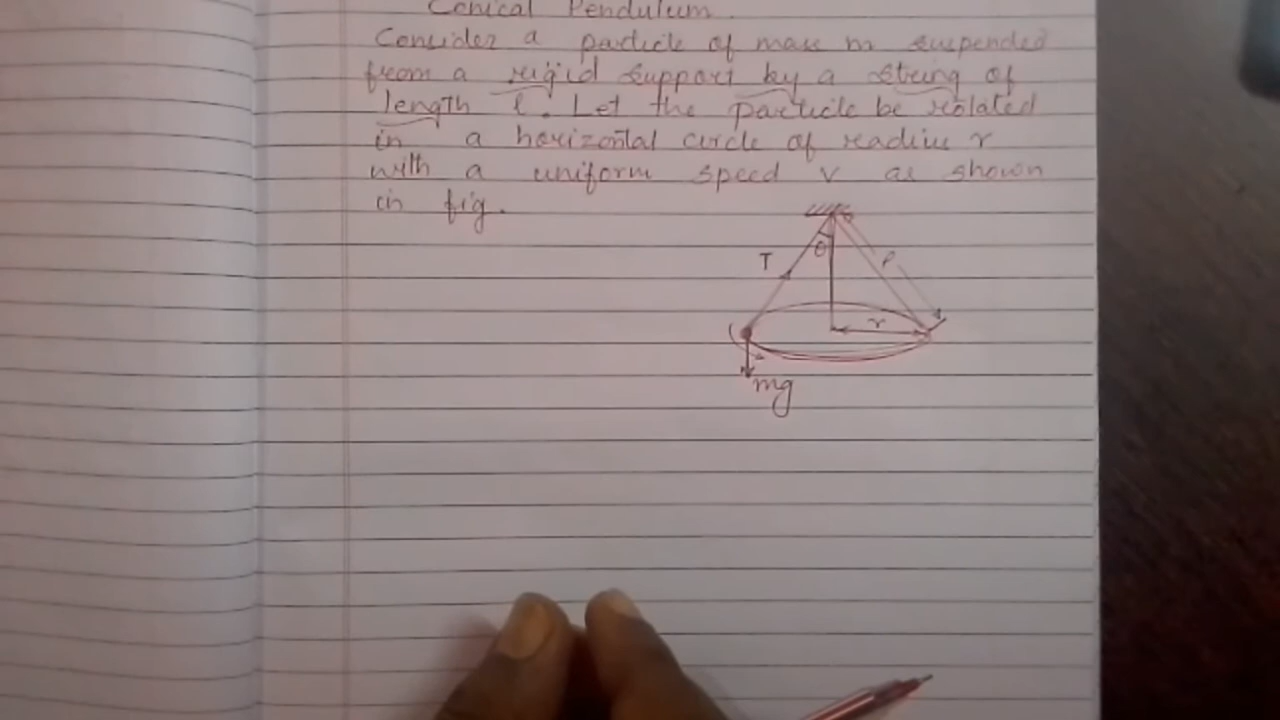 Conical Pendulum.
Consider a particle of mass m suspended
from a rigid support by a string of
length l. Let the particle be rotated
in a horizontal circle of radius r
with a uniform speed v as shown
in fig.
θ
T
l
r
mg